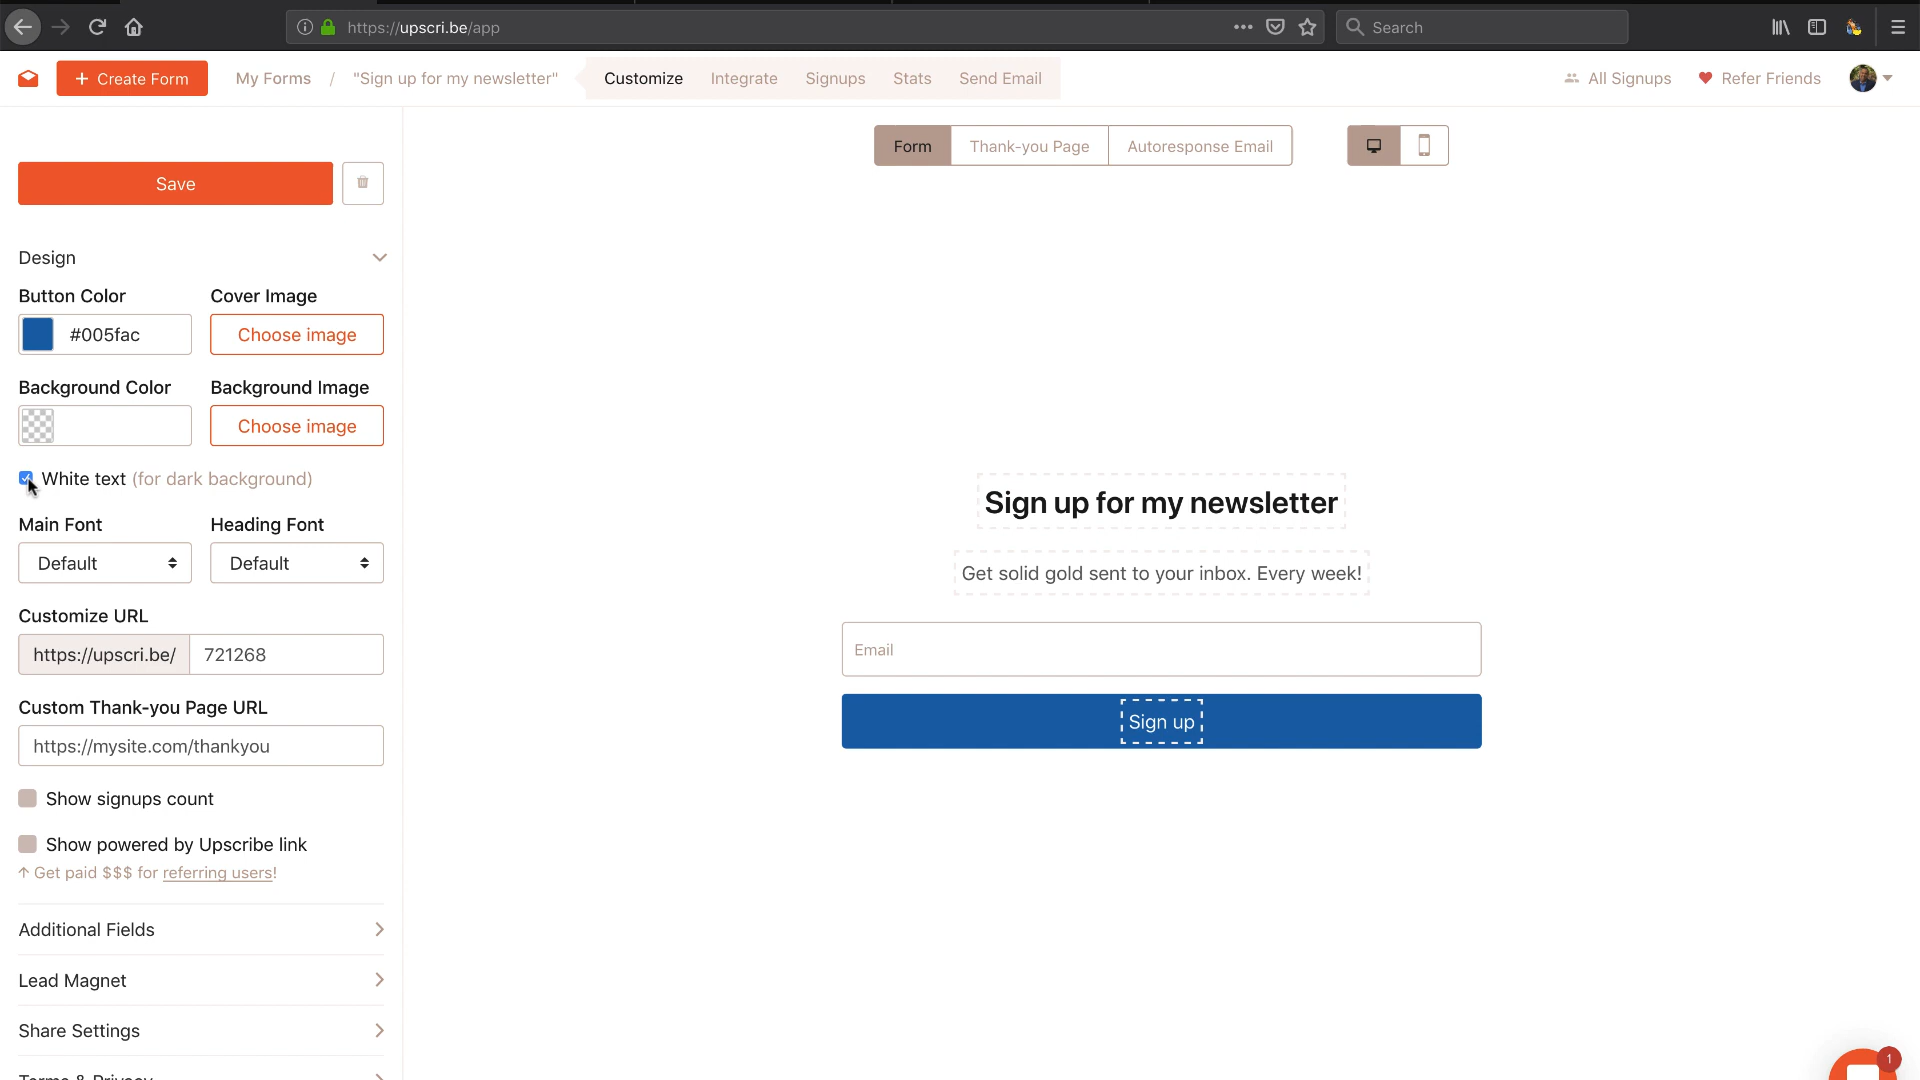 https://upscri.be/app
Search
+ Create Form
My Forms / "Sign up for my newsletter"
Customize Integrate Signups Stats Send Email
All Signups
Refer Friends
Form Thank-you Page Autoresponse Email
Save
Design
Button Color Cover Image
#005fac Choose image
Background Color Background Image
Choose image
White text (for dark background)
Main Font Heading Font
Default Default
Customize URL
https://upscri.be/ 721268
Custom Thank-you Page URL
https://mysite.com/thankyou
Show signups count
Show powered by Upscribe link
↑ Get paid $$$ for referring users!
Additional Fields
Lead Magnet
Share Settings
Terms & Privacy
Sign up for my newsletter
Get solid gold sent to your inbox. Every week!
Email
Sign up
1